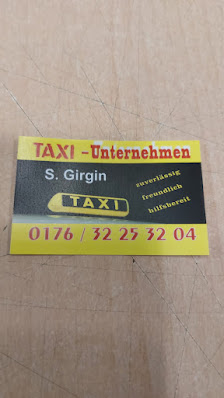 TAXI - Unternehmen
S. Girgin
zuverlässig
freundlich
hilfsbereit
TAXI
0176 / 32 25 32 04